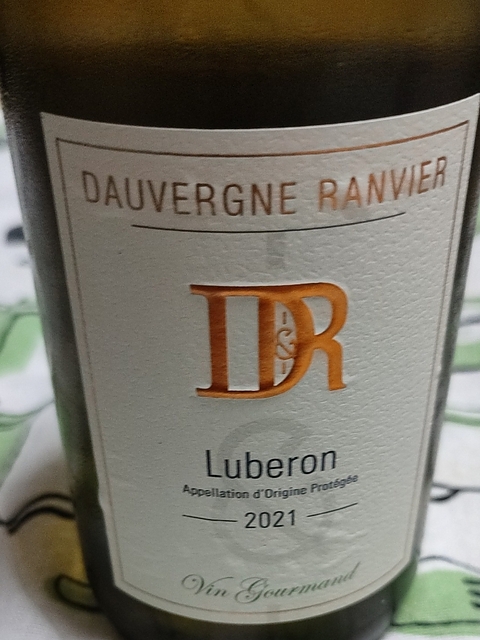 DAUVERGNE RANVIER
D&R
Luberon
Appellation d'Origine Protégée
2021
Vin Gourmand